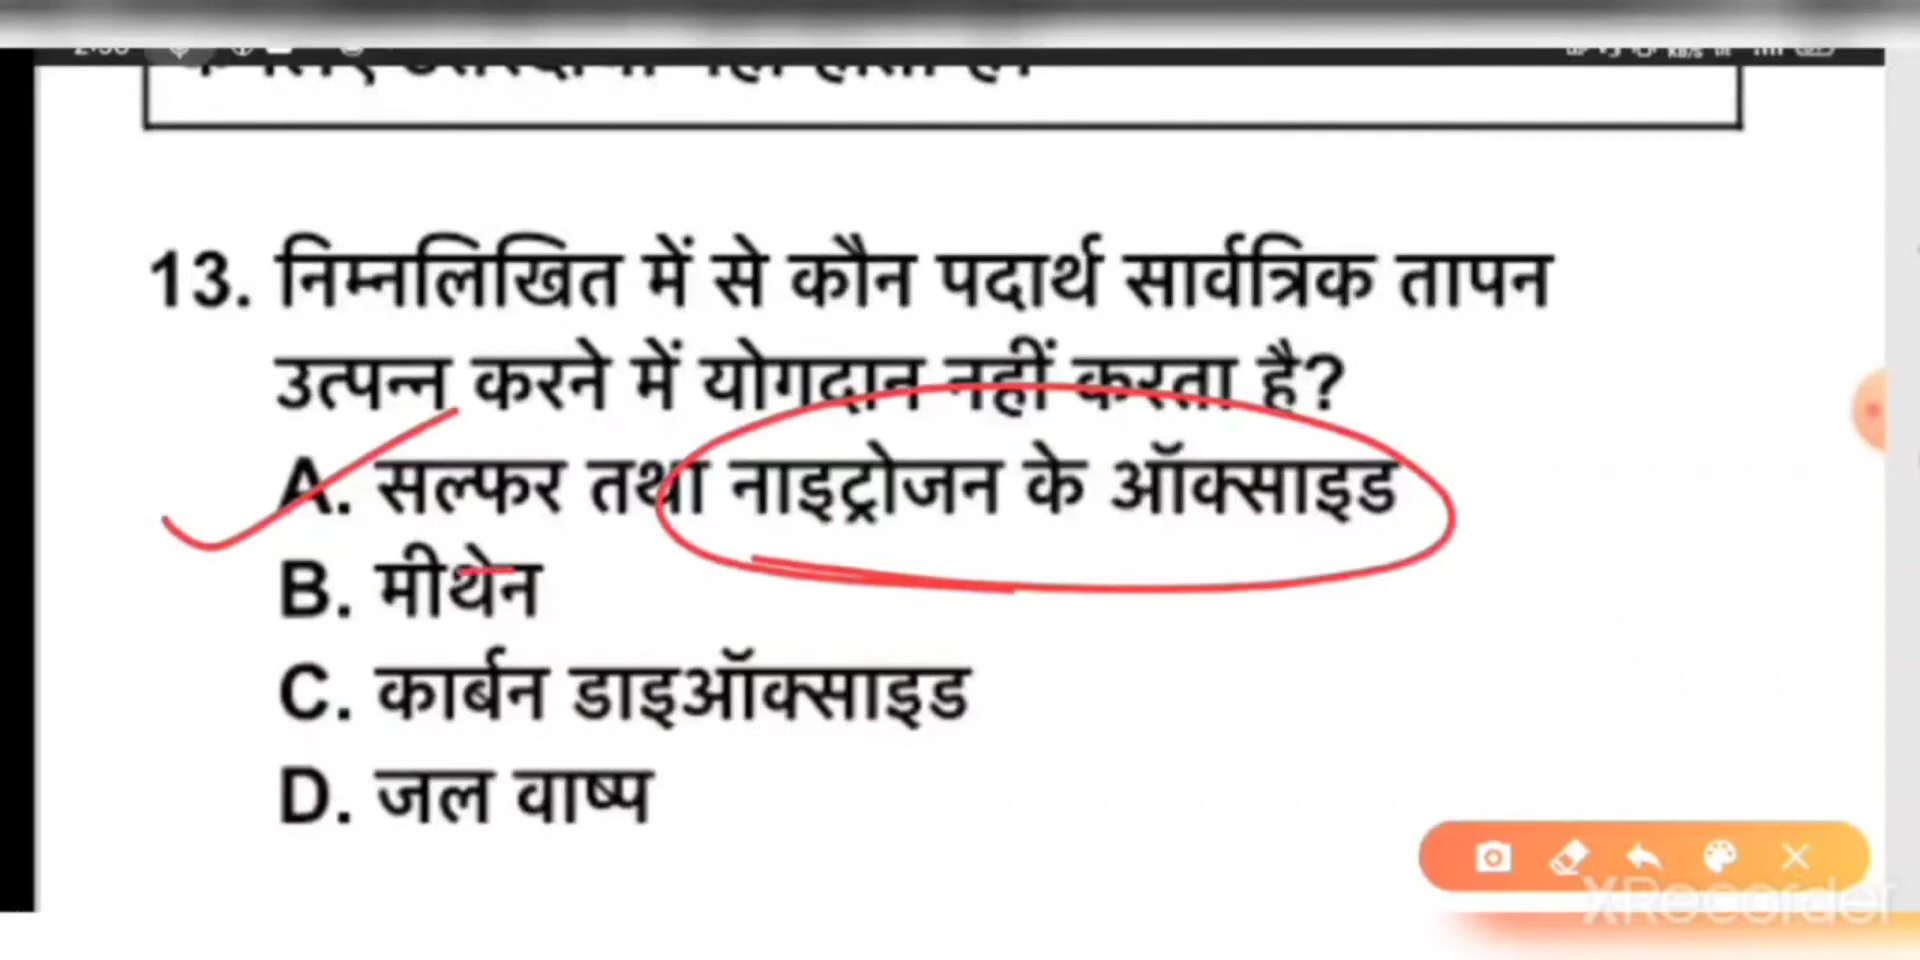 13. निम्नलिखित में से कौन पदार्थ सार्वत्रिक तापन
उत्पन्न करने में योगदान नहीं करता है?
A. सल्फर तथा नाइट्रोजन के ऑक्साइड
B. मीथेन
C. कार्बन डाइऑक्साइड
D. जल वाष्प
XRecorder